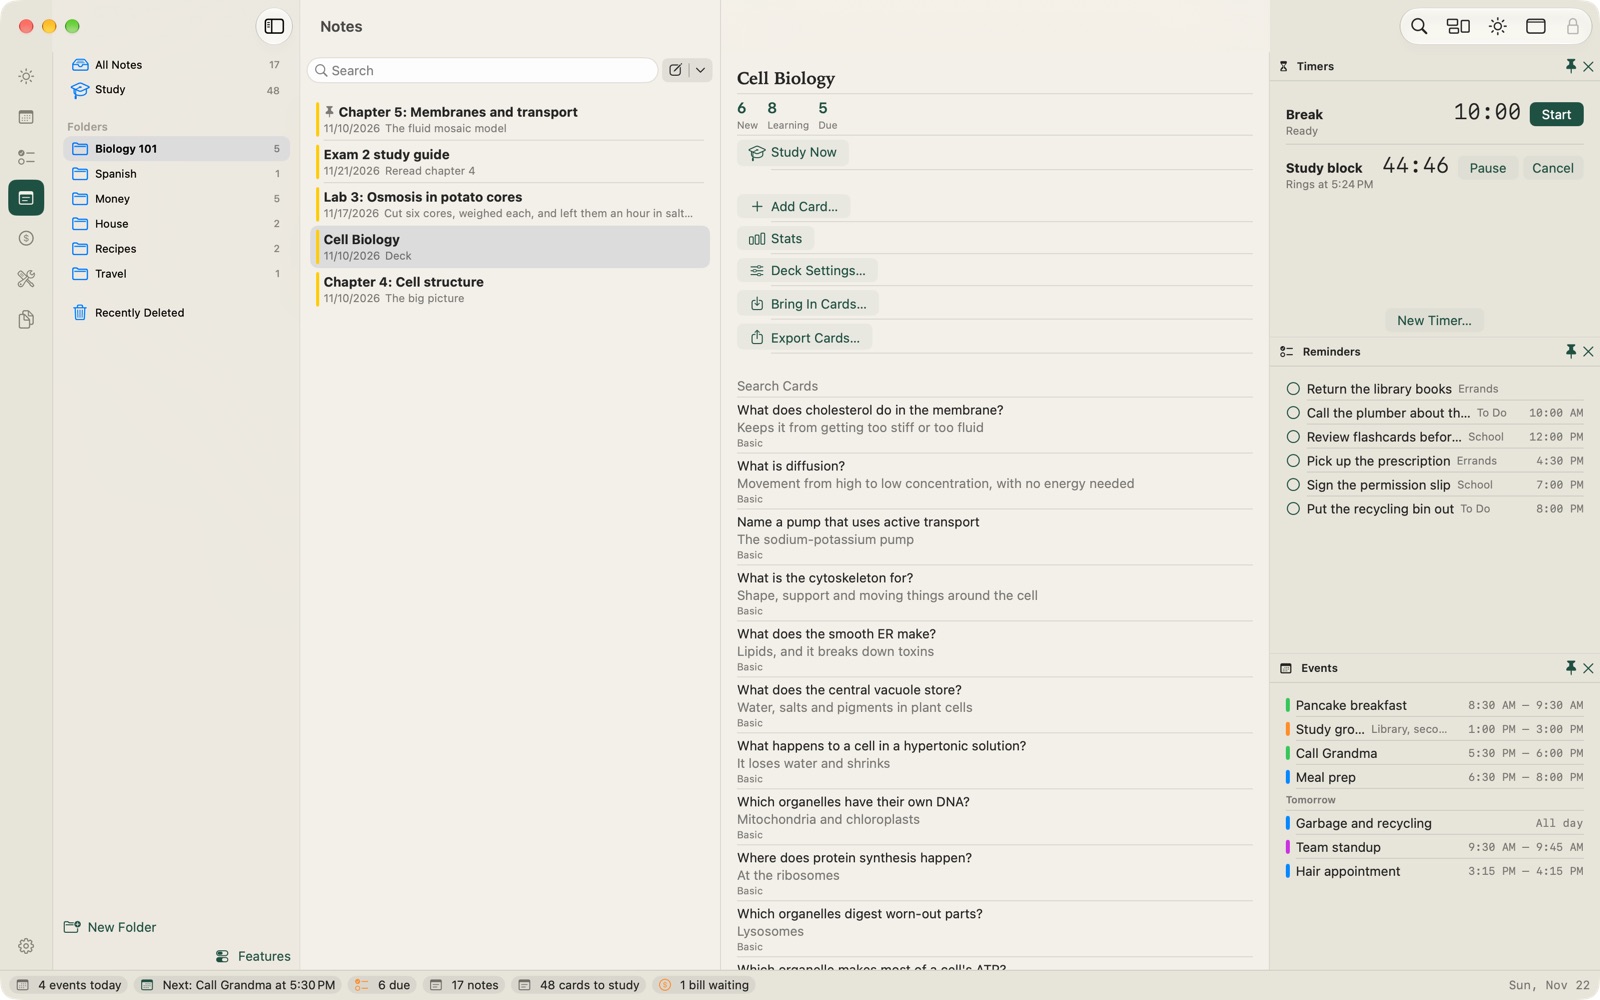 Notes
All Notes 17
Study 48
Folders
Biology 101 5
Spanish 1
Money 5
House 2
Recipes 2
Travel 1
Recently Deleted
New Folder
Features
Search
Chapter 5: Membranes and transport
11/10/2026 The fluid mosaic model
Exam 2 study guide
11/21/2026 Reread chapter 4
Lab 3: Osmosis in potato cores
11/17/2026 Cut six cores, weighed each, and left them an hour in salt...
Cell Biology
11/10/2026 Deck
Chapter 4: Cell structure
11/10/2026 The big picture
Cell Biology
6 8 5
New Learning Due
Study Now
Add Card...
Stats
Deck Settings...
Bring In Cards...
Export Cards...
Search Cards
What does cholesterol do in the membrane?
Keeps it from getting too stiff or too fluid
Basic
What is diffusion?
Movement from high to low concentration, with no energy needed
Basic
Name a pump that uses active transport
The sodium-potassium pump
Basic
What is the cytoskeleton for?
Shape, support and moving things around the cell
Basic
What does the smooth ER make?
Lipids, and it breaks down toxins
Basic
What does the central vacuole store?
Water, salts and pigments in plant cells
Basic
What happens to a cell in a hypertonic solution?
It loses water and shrinks
Basic
Which organelles have their own DNA?
Mitochondria and chloroplasts
Basic
Where does protein synthesis happen?
At the ribosomes
Basic
Which organelles digest worn-out parts?
Lysosomes
Basic
Which organelle makes most of a cell's ATP?
Timers
Break 10:00 Start
Ready
Study block 44:46 Pause Cancel
Rings at 5:24 PM
New Timer...
Reminders
Return the library books Errands
Call the plumber about th... To Do 10:00 AM
Review flashcards befor... School 12:00 PM
Pick up the prescription Errands 4:30 PM
Sign the permission slip School 7:00 PM
Put the recycling bin out To Do 8:00 PM
Events
Pancake breakfast 8:30 AM – 9:30 AM
Study gro... Library, seco... 1:00 PM – 3:00 PM
Call Grandma 5:30 PM – 6:00 PM
Meal prep 6:30 PM – 8:00 PM
Tomorrow
Garbage and recycling All day
Team standup 9:30 AM – 9:45 AM
Hair appointment 3:15 PM – 4:15 PM
4 events today Next: Call Grandma at 5:30 PM 6 due 17 notes 48 cards to study 1 bill waiting Sun, Nov 22